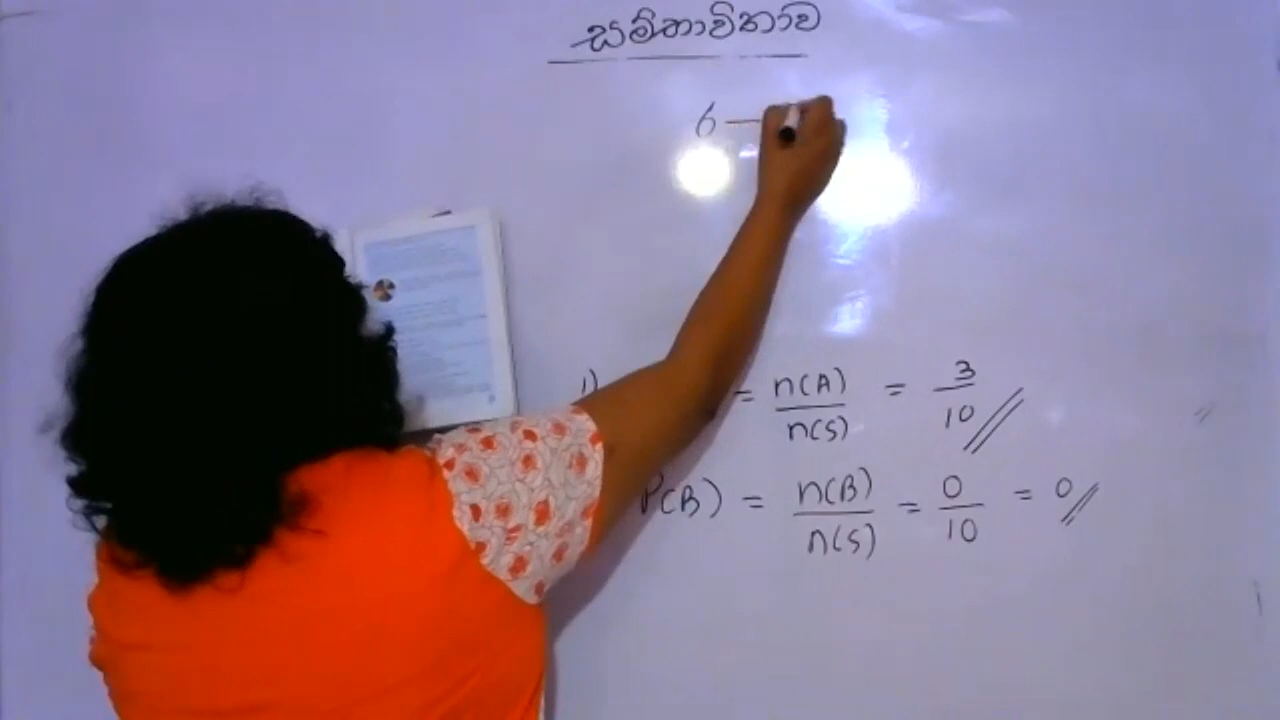 සම්භාවිතාව
6 —
1) = n(A)/n(S) = 3/10 //
P(B) = n(B)/n(S) = 0/10 = 0 //